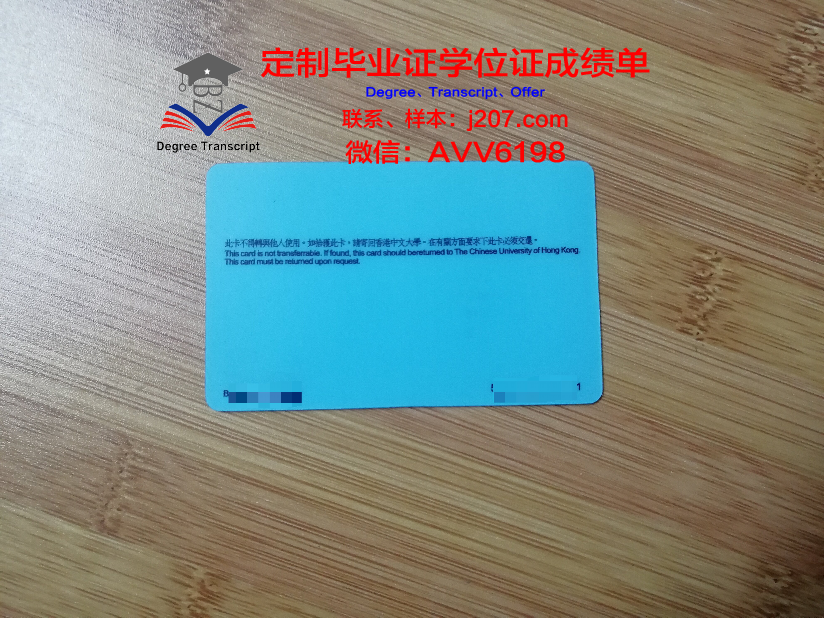 定制毕业证学位证成绩单
Degree、Transcript、Offer
联系、样本：j207.com
微信：AVV6198
BZ
Degree Transcript
此卡不得轉與他人使用。如拾獲此卡，請寄回香港中文大學。在有關方面要求下此卡必須交還。
This card is not transferrable. If found, this card should bereturned to The Chinese University of Hong Kong.
This card must be returned upon request.
B
1